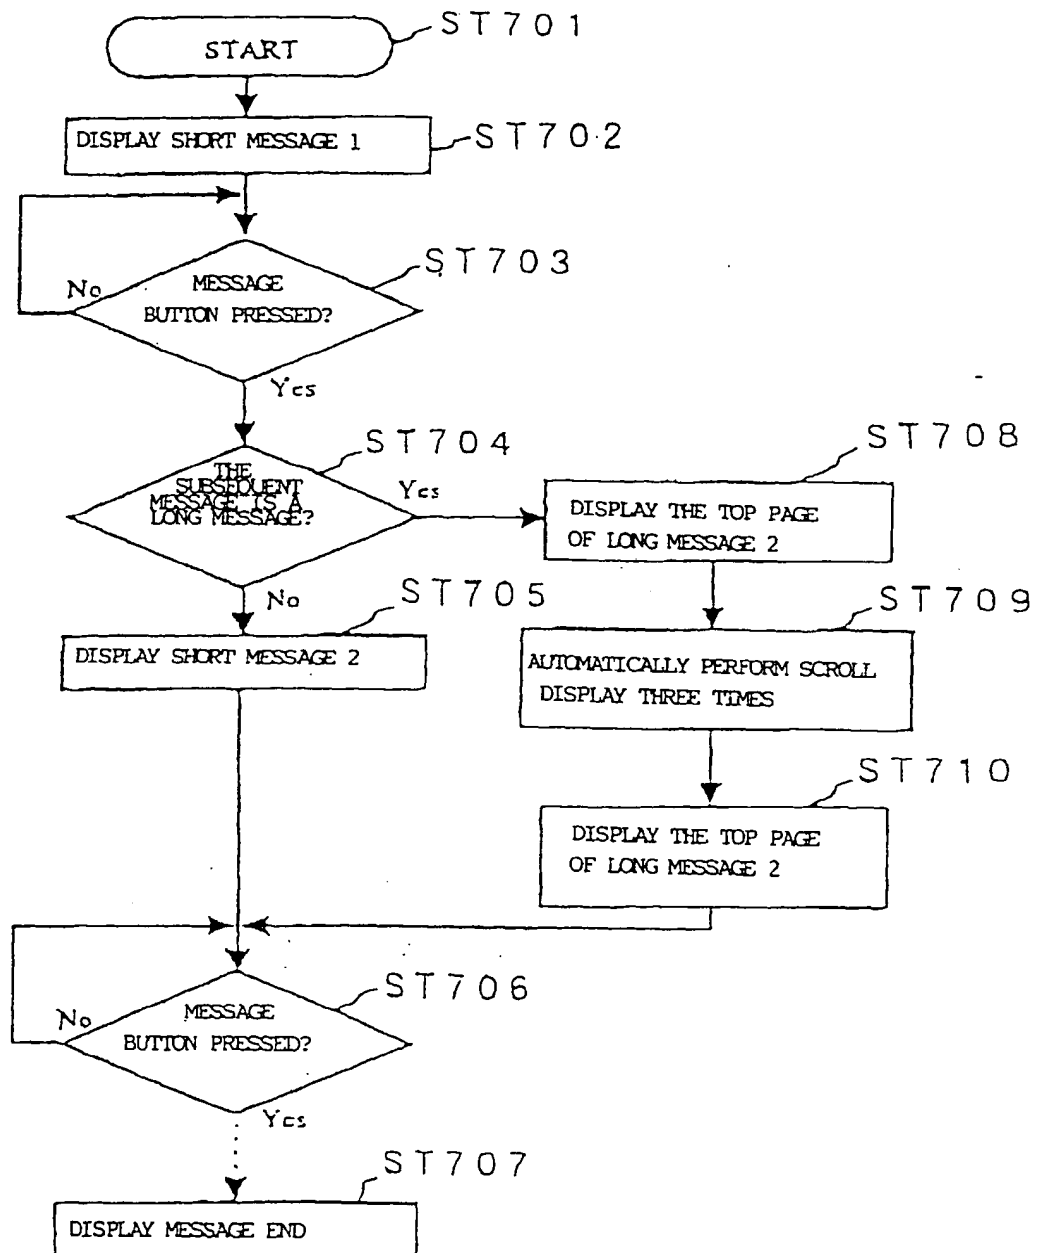 START
ST701
DISPLAY SHORT MESSAGE 1
ST702
ST703
MESSAGE
BUTTON PRESSED?
No
Yes
ST704
THE
SUBSEQUENT
MESSAGE IS A
LONG MESSAGE?
Yes
No
ST708
DISPLAY THE TOP PAGE
OF LONG MESSAGE 2
ST705
DISPLAY SHORT MESSAGE 2
ST709
AUTOMATICALLY PERFORM SCROLL
DISPLAY THREE TIMES
ST710
DISPLAY THE TOP PAGE
OF LONG MESSAGE 2
ST706
MESSAGE
BUTTON PRESSED?
No
Yes
ST707
DISPLAY MESSAGE END